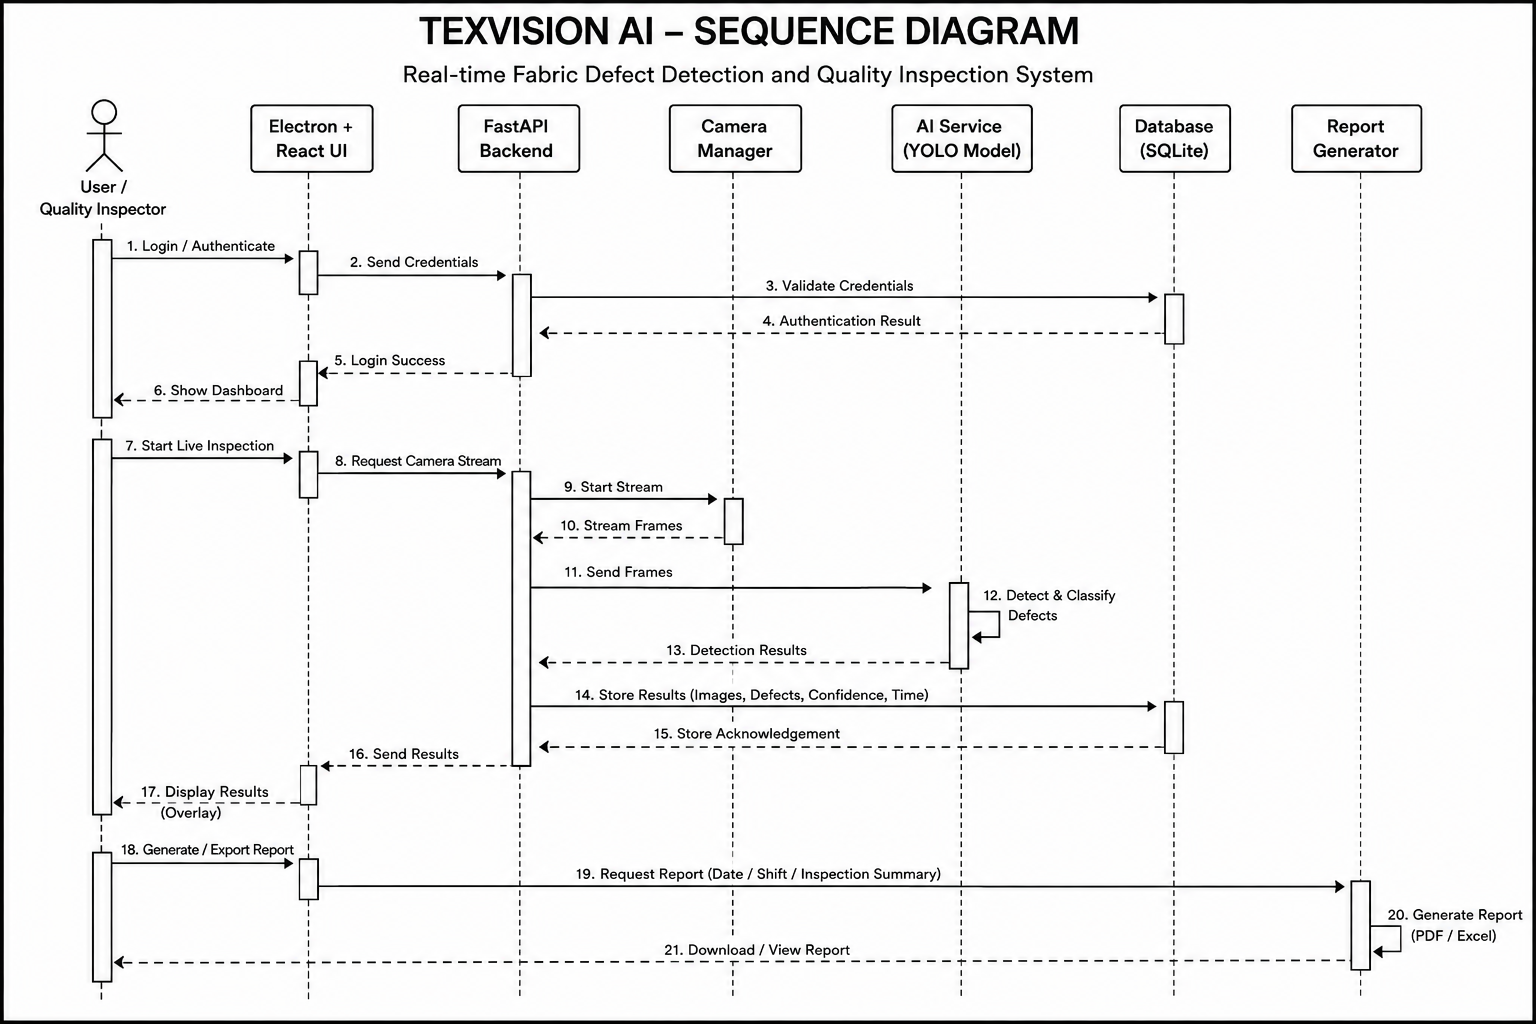 TEXVISION AI – SEQUENCE DIAGRAM
Real-time Fabric Defect Detection and Quality Inspection System
User /
Quality Inspector
Electron +
React UI
FastAPI
Backend
Camera
Manager
AI Service
(YOLO Model)
Database
(SQLite)
Report
Generator
1. Login / Authenticate
2. Send Credentials
3. Validate Credentials
4. Authentication Result
5. Login Success
6. Show Dashboard
7. Start Live Inspection
8. Request Camera Stream
9. Start Stream
10. Stream Frames
11. Send Frames
12. Detect & Classify
Defects
13. Detection Results
14. Store Results (Images, Defects, Confidence, Time)
15. Store Acknowledgement
16. Send Results
17. Display Results
(Overlay)
18. Generate / Export Report
19. Request Report (Date / Shift / Inspection Summary)
20. Generate Report
(PDF / Excel)
21. Download / View Report